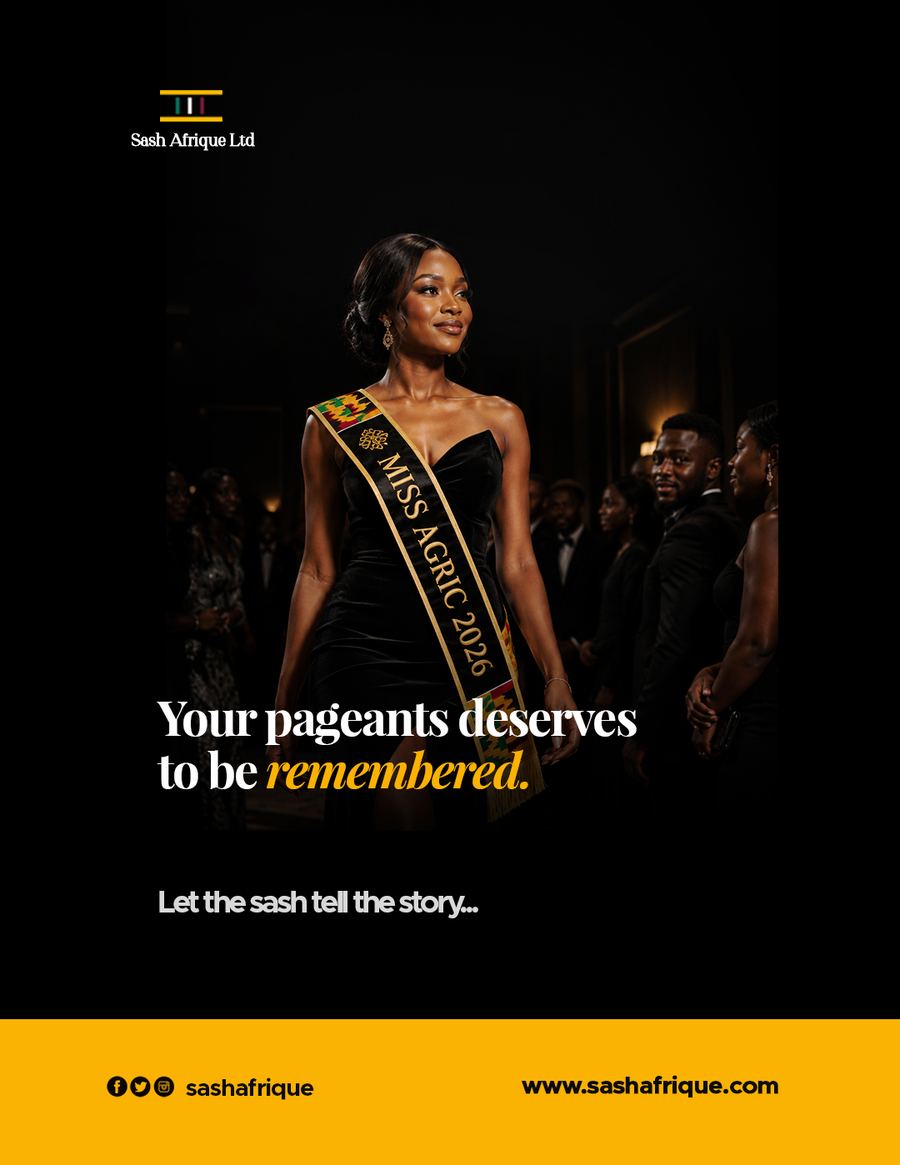 Sash Afrique Ltd
MISS AGRIC 2026
Your pageants deserves
to be remembered.
Let the sash tell the story...
sashafrique
www.sashafrique.com